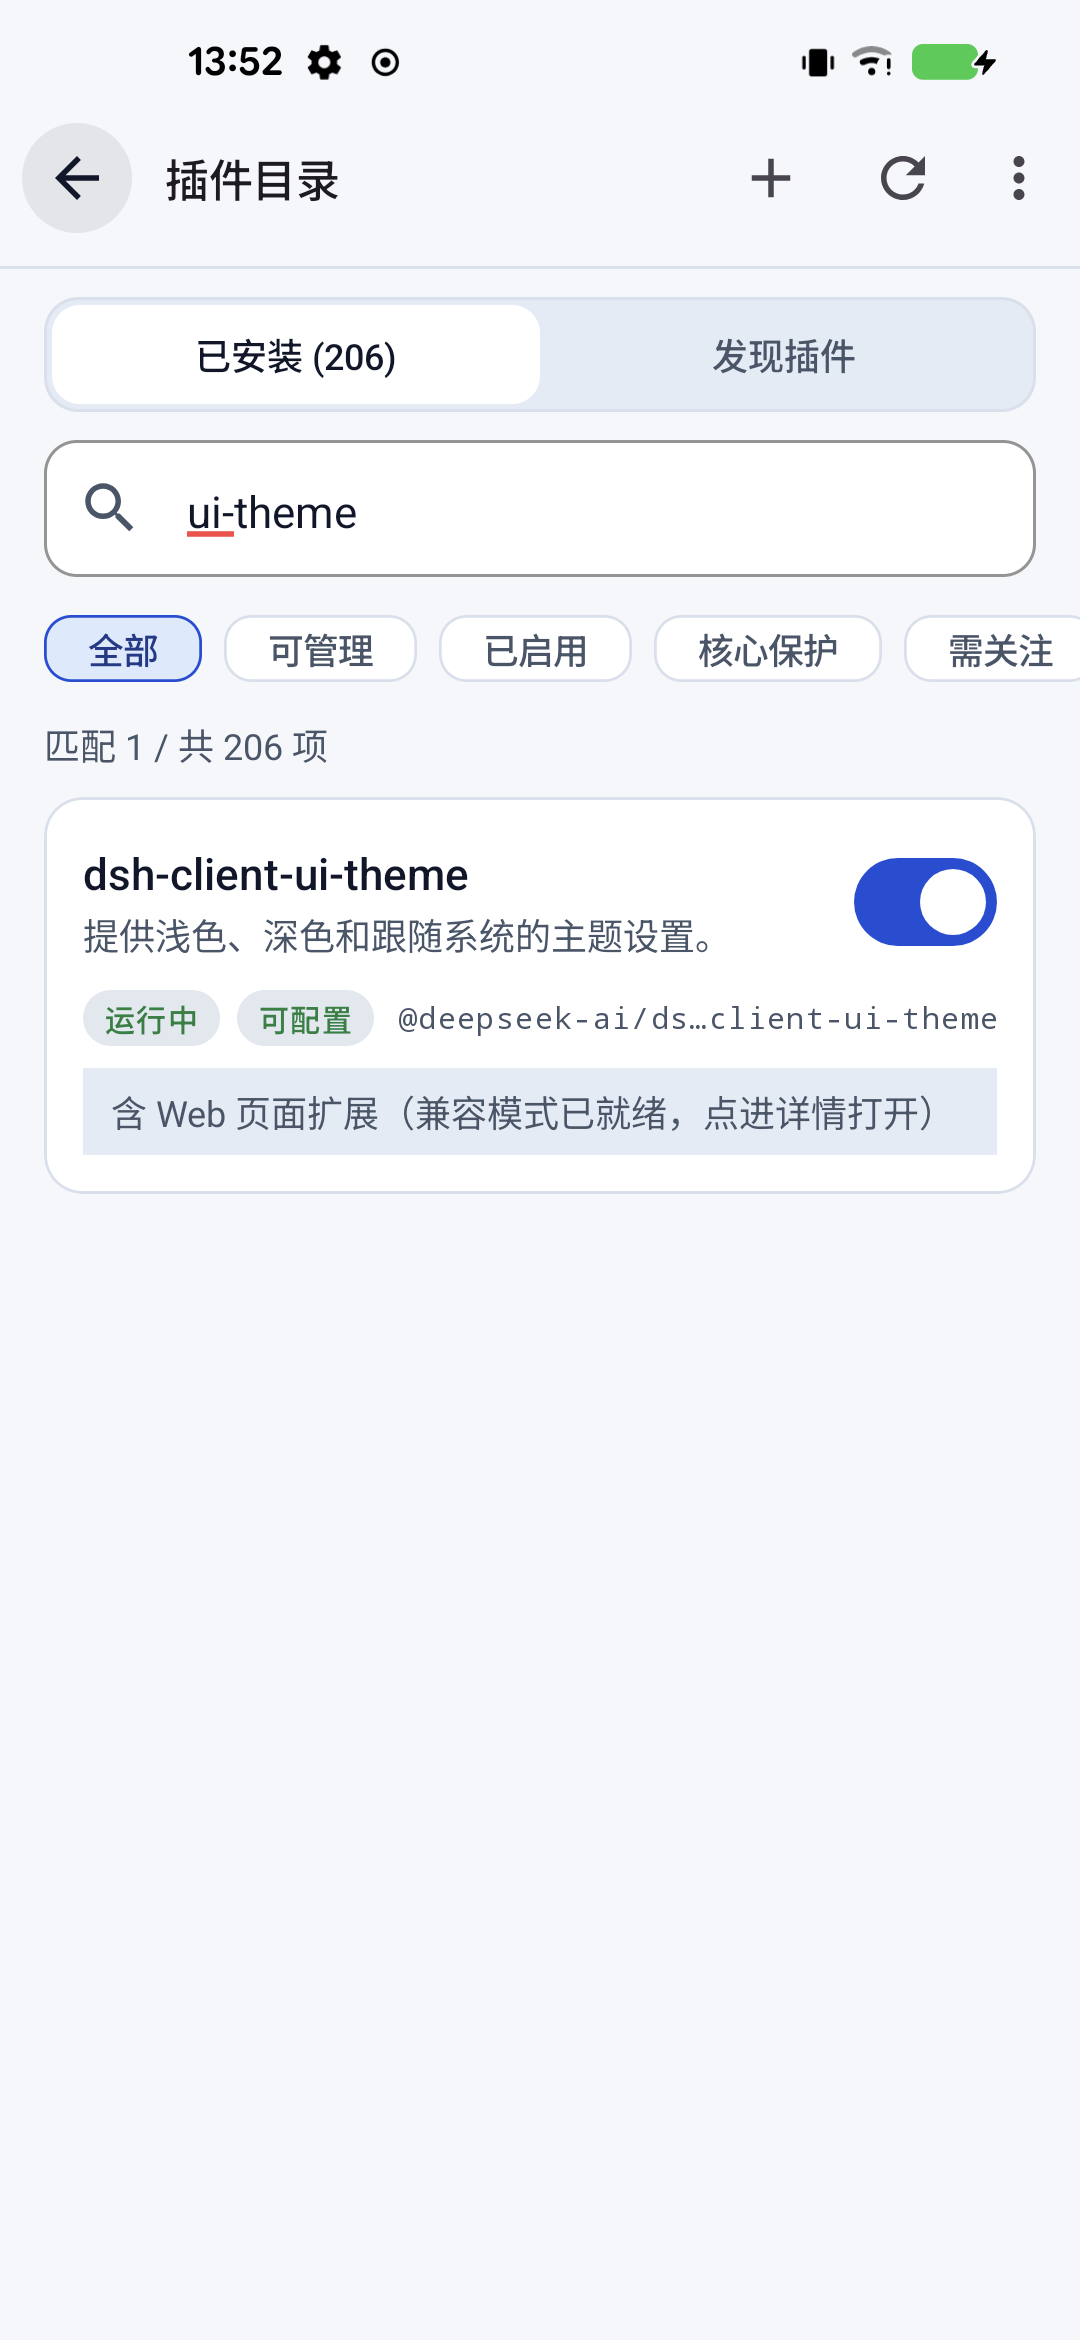 13:52
插件目录
已安装 (206)
发现插件
ui-theme
全部
可管理
已启用
核心保护
需关注
匹配 1 / 共 206 项
dsh-client-ui-theme
提供浅色、深色和跟随系统的主题设置。
运行中
可配置
@deepseek-ai/ds…client-ui-theme
含 Web 页面扩展（兼容模式已就绪，点进详情打开）